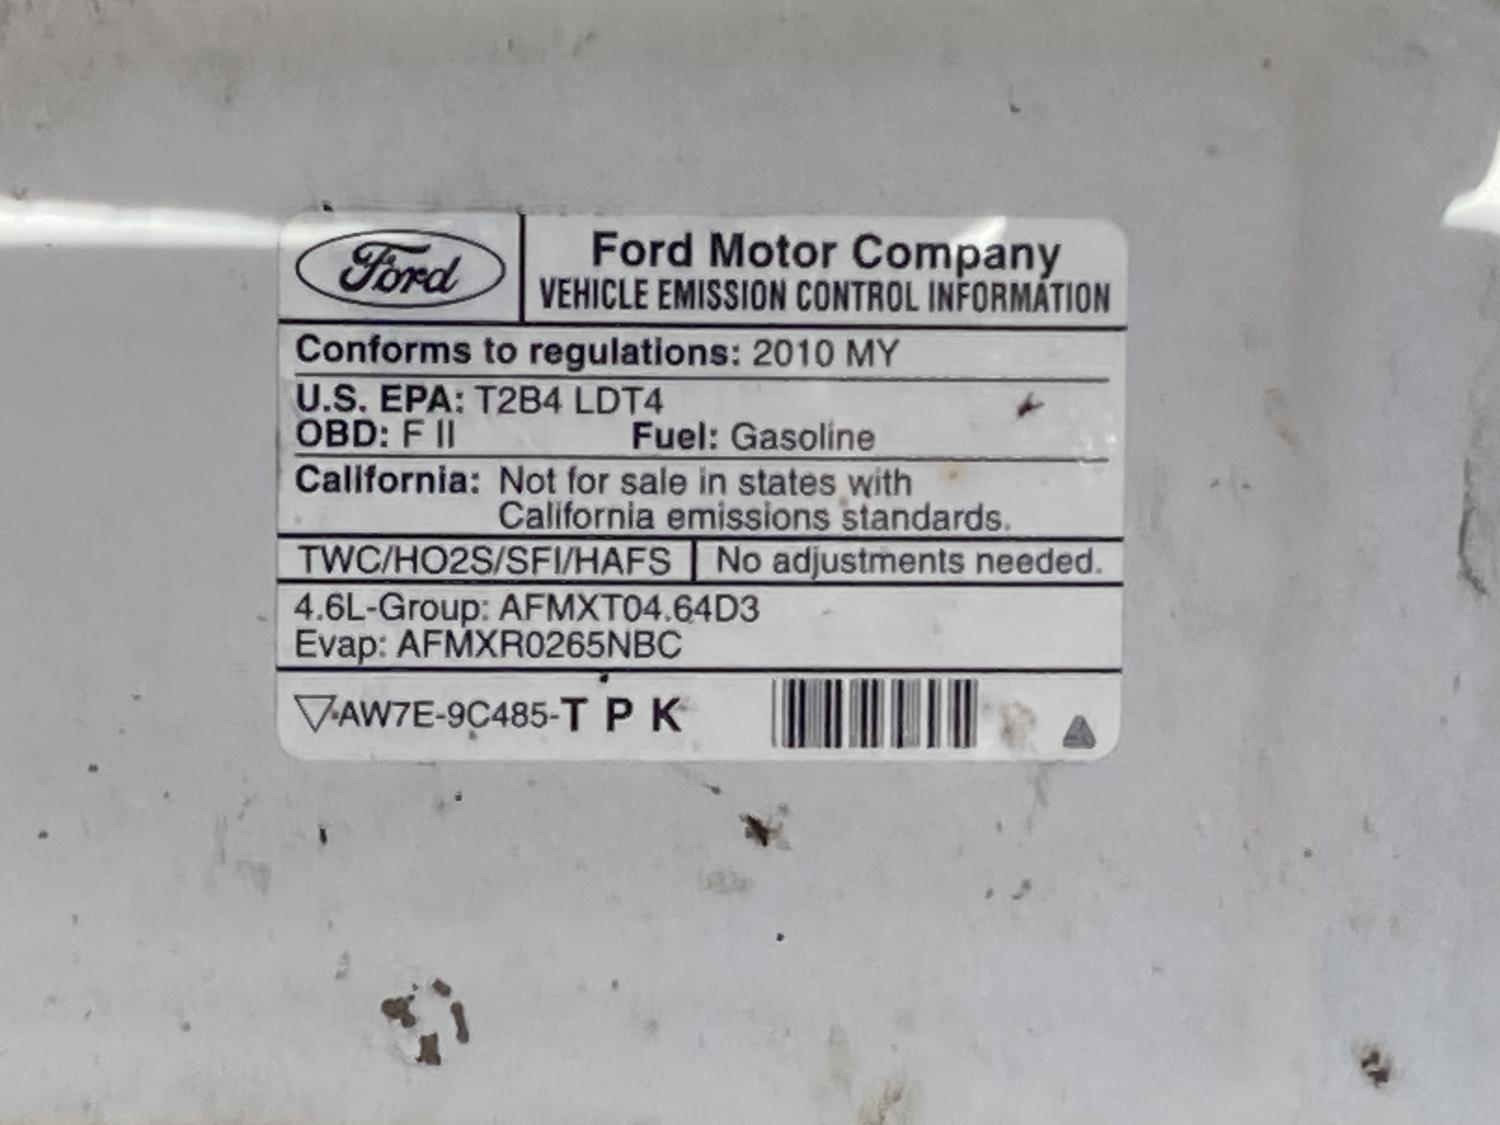 Ford
Ford Motor Company
VEHICLE EMISSION CONTROL INFORMATION
Conforms to regulations: 2010 MY
U.S. EPA: T2B4 LDT4
OBD: F II Fuel: Gasoline
California: Not for sale in states with
California emissions standards.
TWC/HO2S/SFI/HAFS No adjustments needed.
4.6L-Group: AFMXT04.64D3
Evap: AFMXR0265NBC
AW7E-9C485-T P K